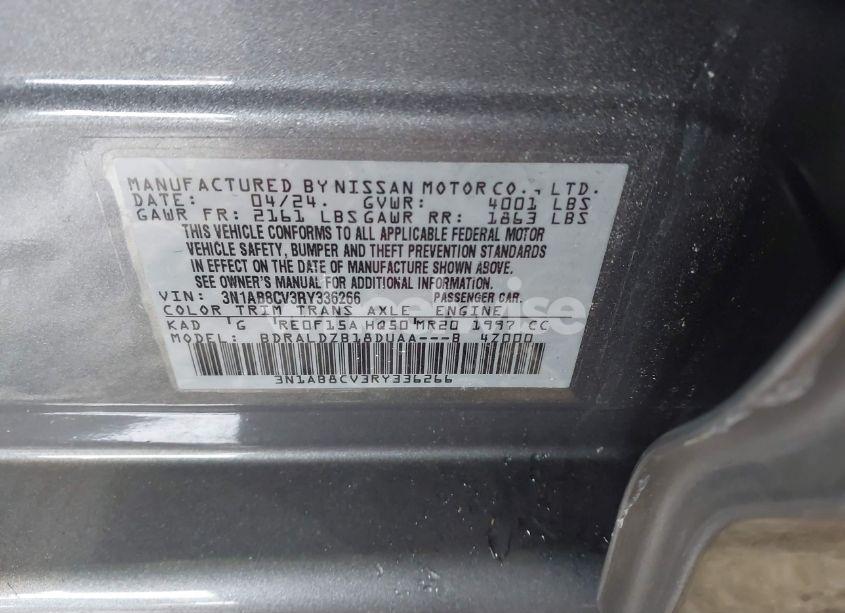 MANUFACTURED BY NISSAN MOTOR CO., LTD.
DATE: 04/24. GVWR: 4001 LBS
GAWR FR: 2161 LBS GAWR RR: 1863 LBS
THIS VEHICLE CONFORMS TO ALL APPLICABLE FEDERAL MOTOR
VEHICLE SAFETY, BUMPER AND THEFT PREVENTION STANDARDS
IN EFFECT ON THE DATE OF MANUFACTURE SHOWN ABOVE.
SEE OWNER'S MANUAL FOR ADDITIONAL INFORMATION
VIN: 3N1AB8CV3RY336266 PASSENGER CAR.
COLOR TRIM TRANS AXLE ENGINE
KAD 'G RE0F15A HQ50 MR20 1997 CC
MODEL: BDRALDZB18DUAA---B 4Z000
3N1AB8CV3RY336266